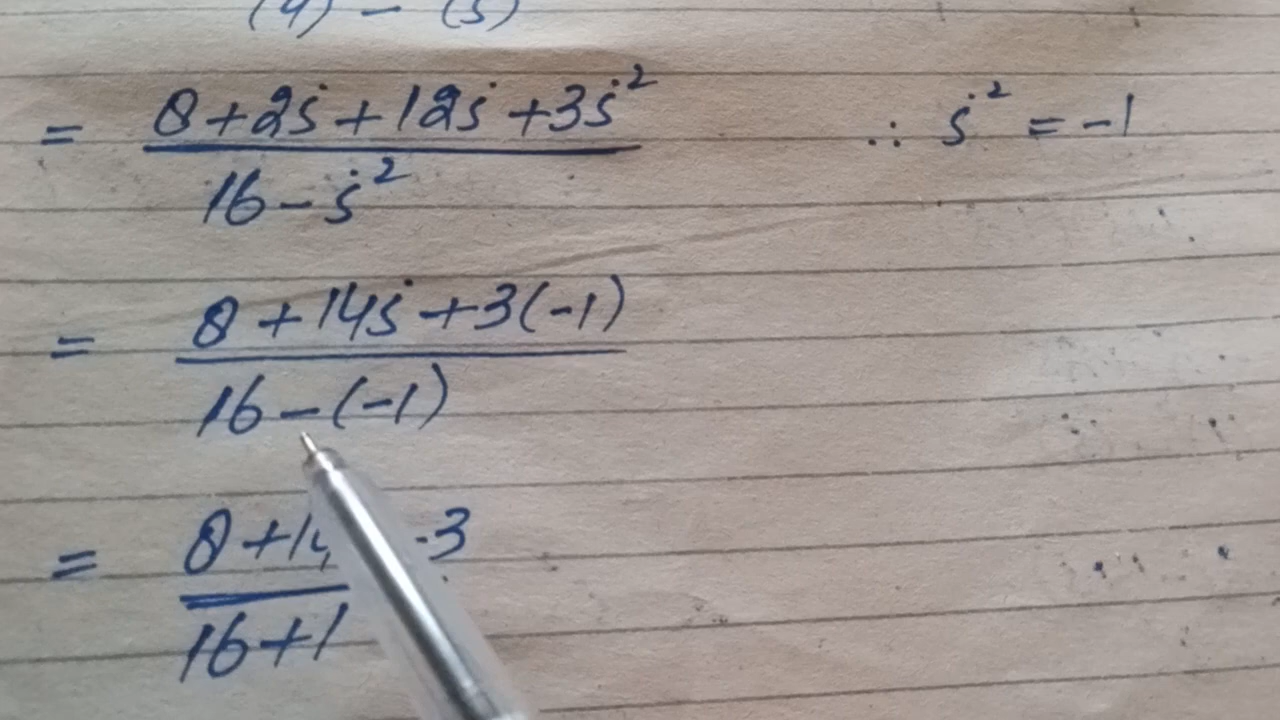 (4) - (i)
= 8+2i+12i+3i² ∴ i² = -1
16-i²
= 8+14i+3(-1)
16-(-1)
= 8+14 -3
16+1